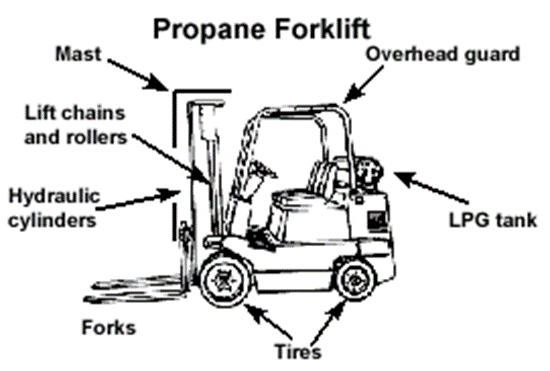 Propane Forklift
Mast
Overhead guard
Lift chains
and rollers
Hydraulic
cylinders
LPG tank
Forks
Tires